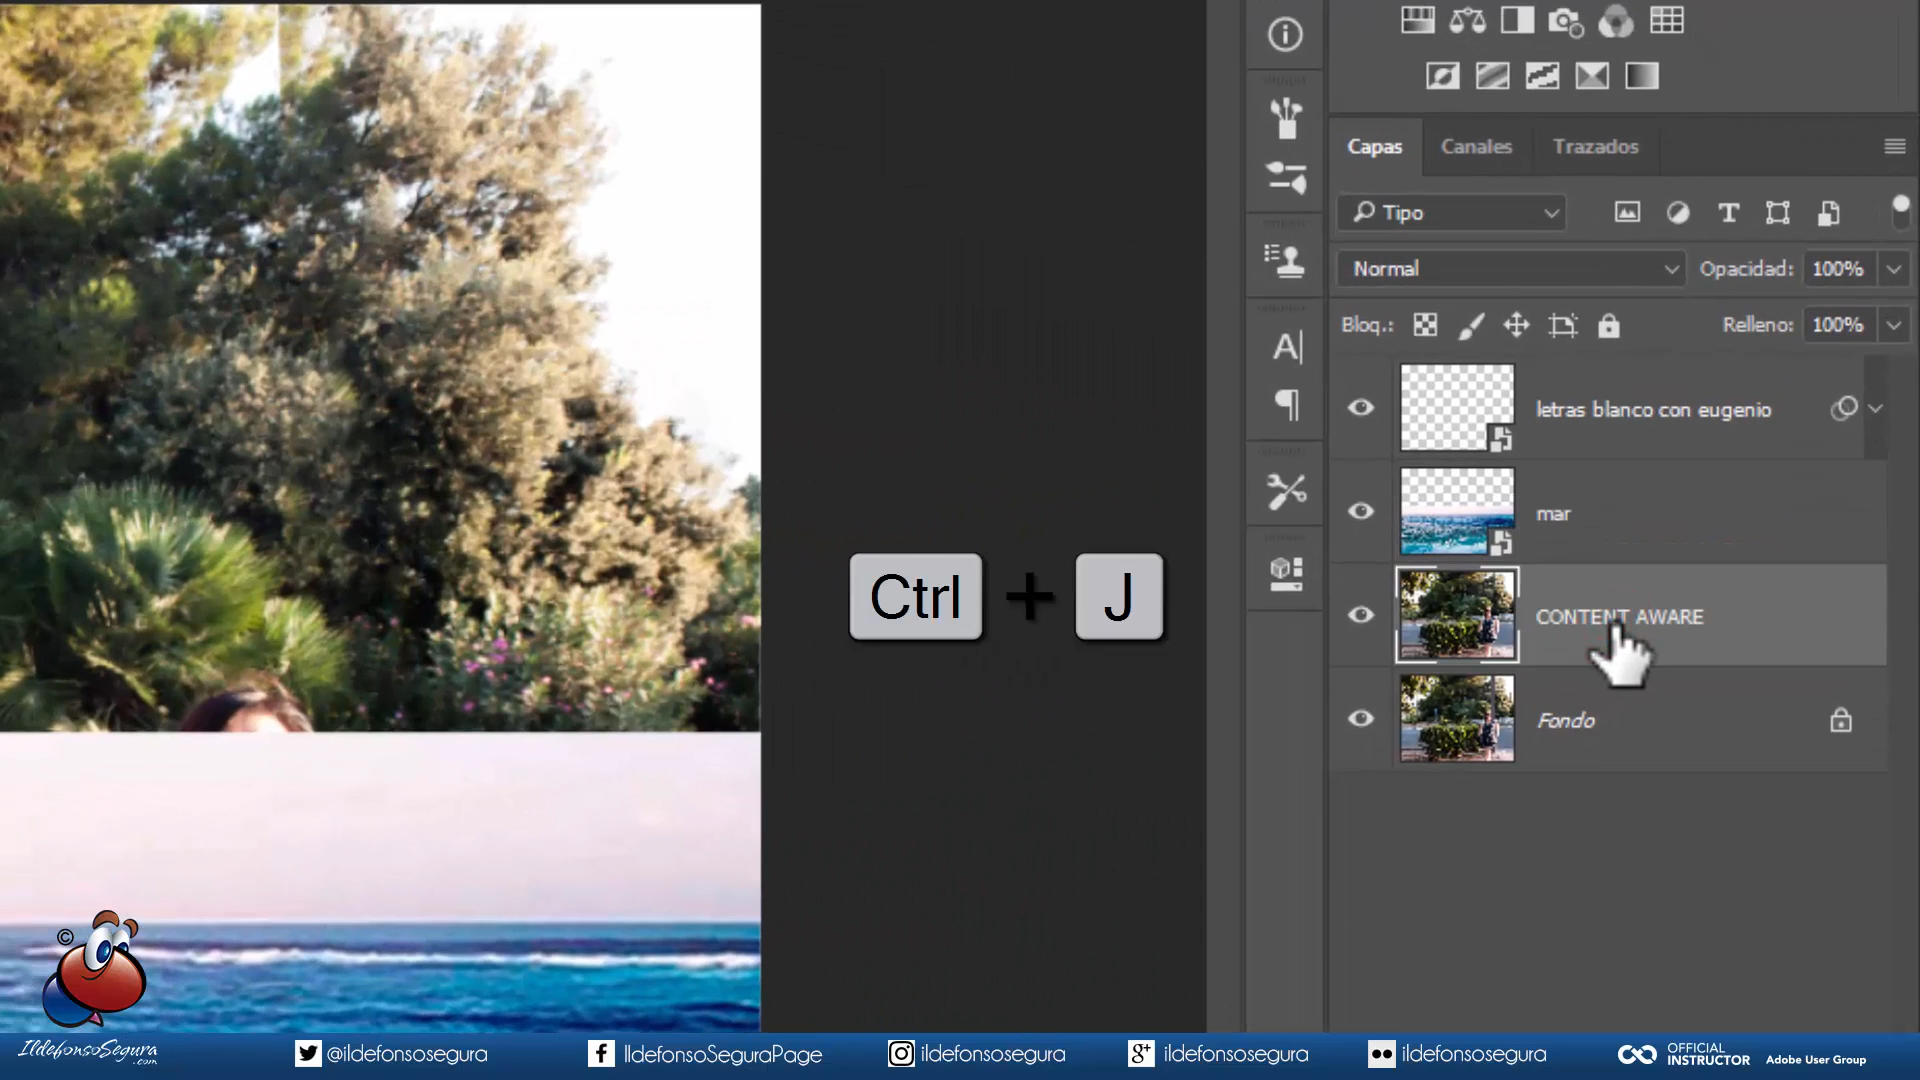 Capas Canales Trazados
Tipo
Normal Opacidad: 100%
Bloq.: Relleno: 100%
letras blanco con eugenio
mar
CONTENT AWARE
Fondo
Ctrl + J
©
IldefonsoSegura
.com
@ildefonsosegura
IldefonsoSeguraPage
ildefonsosegura
ildefonsosegura
ildefonsosegura
OFFICIAL
INSTRUCTOR
Adobe User Group